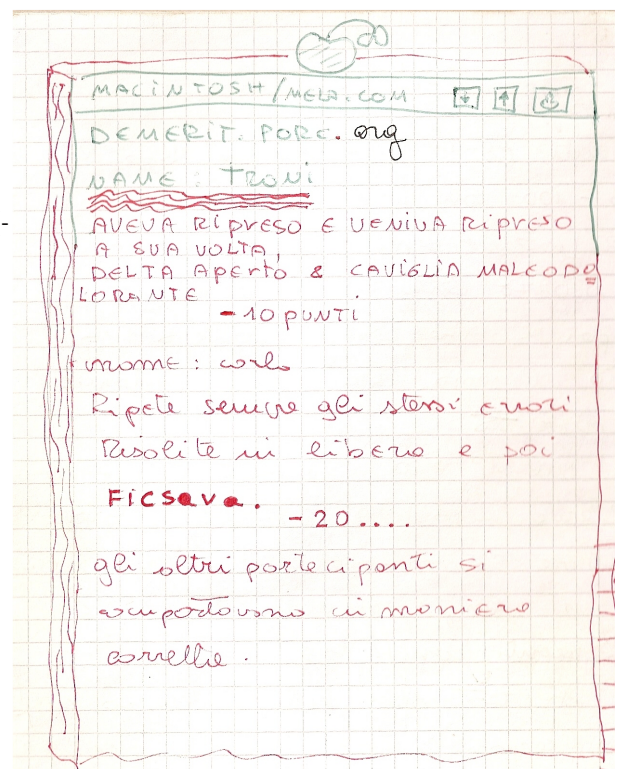 MACINTOSH/MELA.COM
DEMERIT. PORC. org
NAME : TRONI
AVEVA RIPRESO E VENIVA RIPRESO
A SUA VOLTA,
DELTA APERTO & CAVIGLIA MALEODO
LORANTE
- 10 PUNTI
nome : carlo
Ripete sempre gli stessi errori
Risalite in libero e poi
FICSAVA.
- 20....
gli altri partecipanti si
comportavano in maniera
corretta.